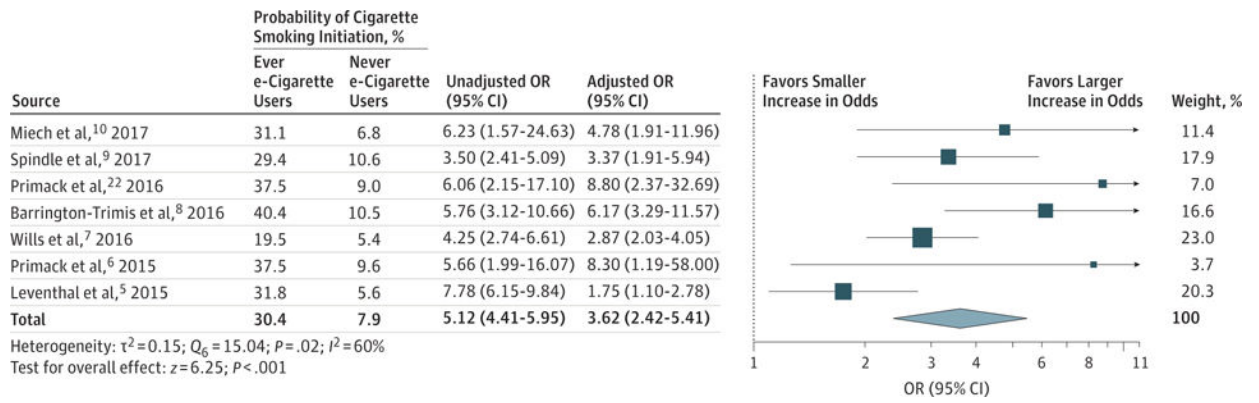 Probability of Cigarette
Smoking Initiation, %
Source
Ever
e-Cigarette
Users
Never
e-Cigarette
Users
Unadjusted OR
(95% CI)
Adjusted OR
(95% CI)
Favors Smaller
Increase in Odds
Favors Larger
Increase in Odds
Weight, %
Miech et al,¹⁰ 2017 31.1 6.8 6.23 (1.57-24.63) 4.78 (1.91-11.96) 11.4
Spindle et al,⁹ 2017 29.4 10.6 3.50 (2.41-5.09) 3.37 (1.91-5.94) 17.9
Primack et al,²² 2016 37.5 9.0 6.06 (2.15-17.10) 8.80 (2.37-32.69) 7.0
Barrington-Trimis et al,⁸ 2016 40.4 10.5 5.76 (3.12-10.66) 6.17 (3.29-11.57) 16.6
Wills et al,⁷ 2016 19.5 5.4 4.25 (2.74-6.61) 2.87 (2.03-4.05) 23.0
Primack et al,⁶ 2015 37.5 9.6 5.66 (1.99-16.07) 8.30 (1.19-58.00) 3.7
Leventhal et al,⁵ 2015 31.8 5.6 7.78 (6.15-9.84) 1.75 (1.10-2.78) 20.3
Total 30.4 7.9 5.12 (4.41-5.95) 3.62 (2.42-5.41) 100
Heterogeneity: τ²=0.15; Q₆=15.04; P=.02; I²=60%
Test for overall effect: z=6.25; P<.001
1 2 3 4 6 8 11
OR (95% CI)